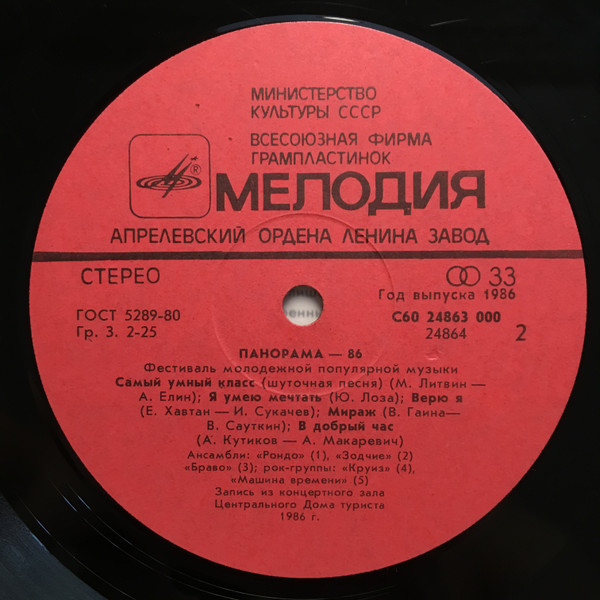 МИНИСТЕРСТВО
КУЛЬТУРЫ СССР
ВСЕСОЮЗНАЯ ФИРМА
ГРАМПЛАСТИНОК
®
МЕЛОДИЯ
АПРЕЛЕВСКИЙ ОРДЕНА ЛЕНИНА ЗАВОД
СТЕРЕО
33
Год выпуска 1986
ГОСТ 5289-80
Гр. 3. 2-25
С60 24863 000
24864
2
ПАНОРАМА — 86
Фестиваль молодежной популярной музыки
Самый умный класс (шуточная песня) (М. Литвин —
А. Елин); Я умею мечтать (Ю. Лоза); Верю я
(Е. Хавтан — И. Сукачев); Мираж (В. Гаина—
В. Сауткин); В добрый час
(А. Кутиков — А. Макаревич)
Ансамбли: «Рондо» (1), «Зодчие» (2)
«Браво» (3); рок-группы: «Круиз» (4),
«Машина времени» (5)
Запись из концертного зала
Центрального Дома туриста
1986 г.